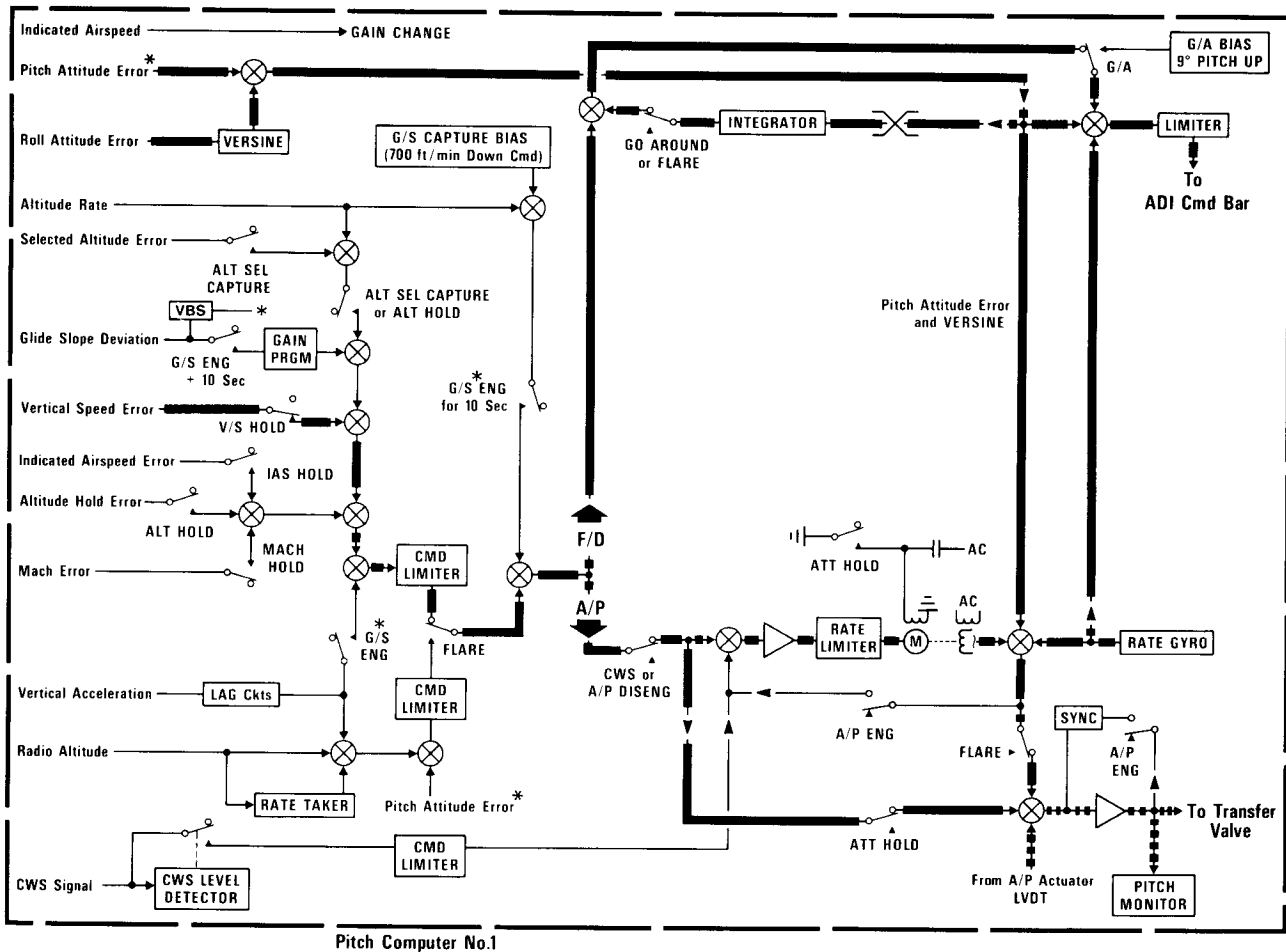 Indicated Airspeed
GAIN CHANGE
G/A BIAS
9° PITCH UP
Pitch Attitude Error*
G/A
Roll Attitude Error
VERSINE
INTEGRATOR
LIMITER
G/S CAPTURE BIAS
(700 ft/min Down Cmd)
GO AROUND
or FLARE
To
ADI Cmd Bar
Altitude Rate
Selected Altitude Error
ALT SEL
CAPTURE
ALT SEL CAPTURE
or ALT HOLD
Pitch Attitude Error
and VERSINE
VBS
*
Glide Slope Deviation
GAIN
PRGM
G/S ENG
+ 10 Sec
*
G/S ENG
for 10 Sec
Vertical Speed Error
V/S HOLD
Indicated Airspeed Error
IAS HOLD
Altitude Hold Error
ALT HOLD
MACH
HOLD
Mach Error
CMD
LIMITER
F/D
A/P
ATT HOLD
AC
AC
*
G/S
ENG
FLARE
RATE
LIMITER
M
RATE GYRO
CWS or
A/P DISENG
Vertical Acceleration
LAG Ckts
CMD
LIMITER
A/P ENG
SYNC
A/P
ENG
FLARE
Radio Altitude
RATE TAKER
Pitch Attitude Error*
To Transfer
Valve
ATT HOLD
CMD
LIMITER
CWS Signal
CWS LEVEL
DETECTOR
From A/P Actuator
LVDT
PITCH
MONITOR
Pitch Computer No.1